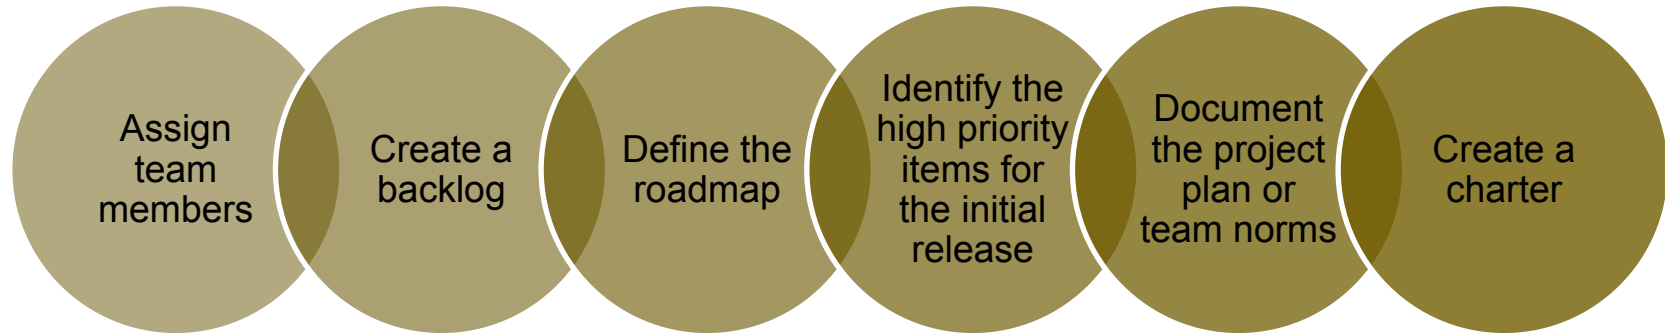 Assign
team
members
Create a
backlog
Define the
roadmap
Identify the
high priority
items for
the initial
release
Document
the project
plan or
team norms
Create a
charter